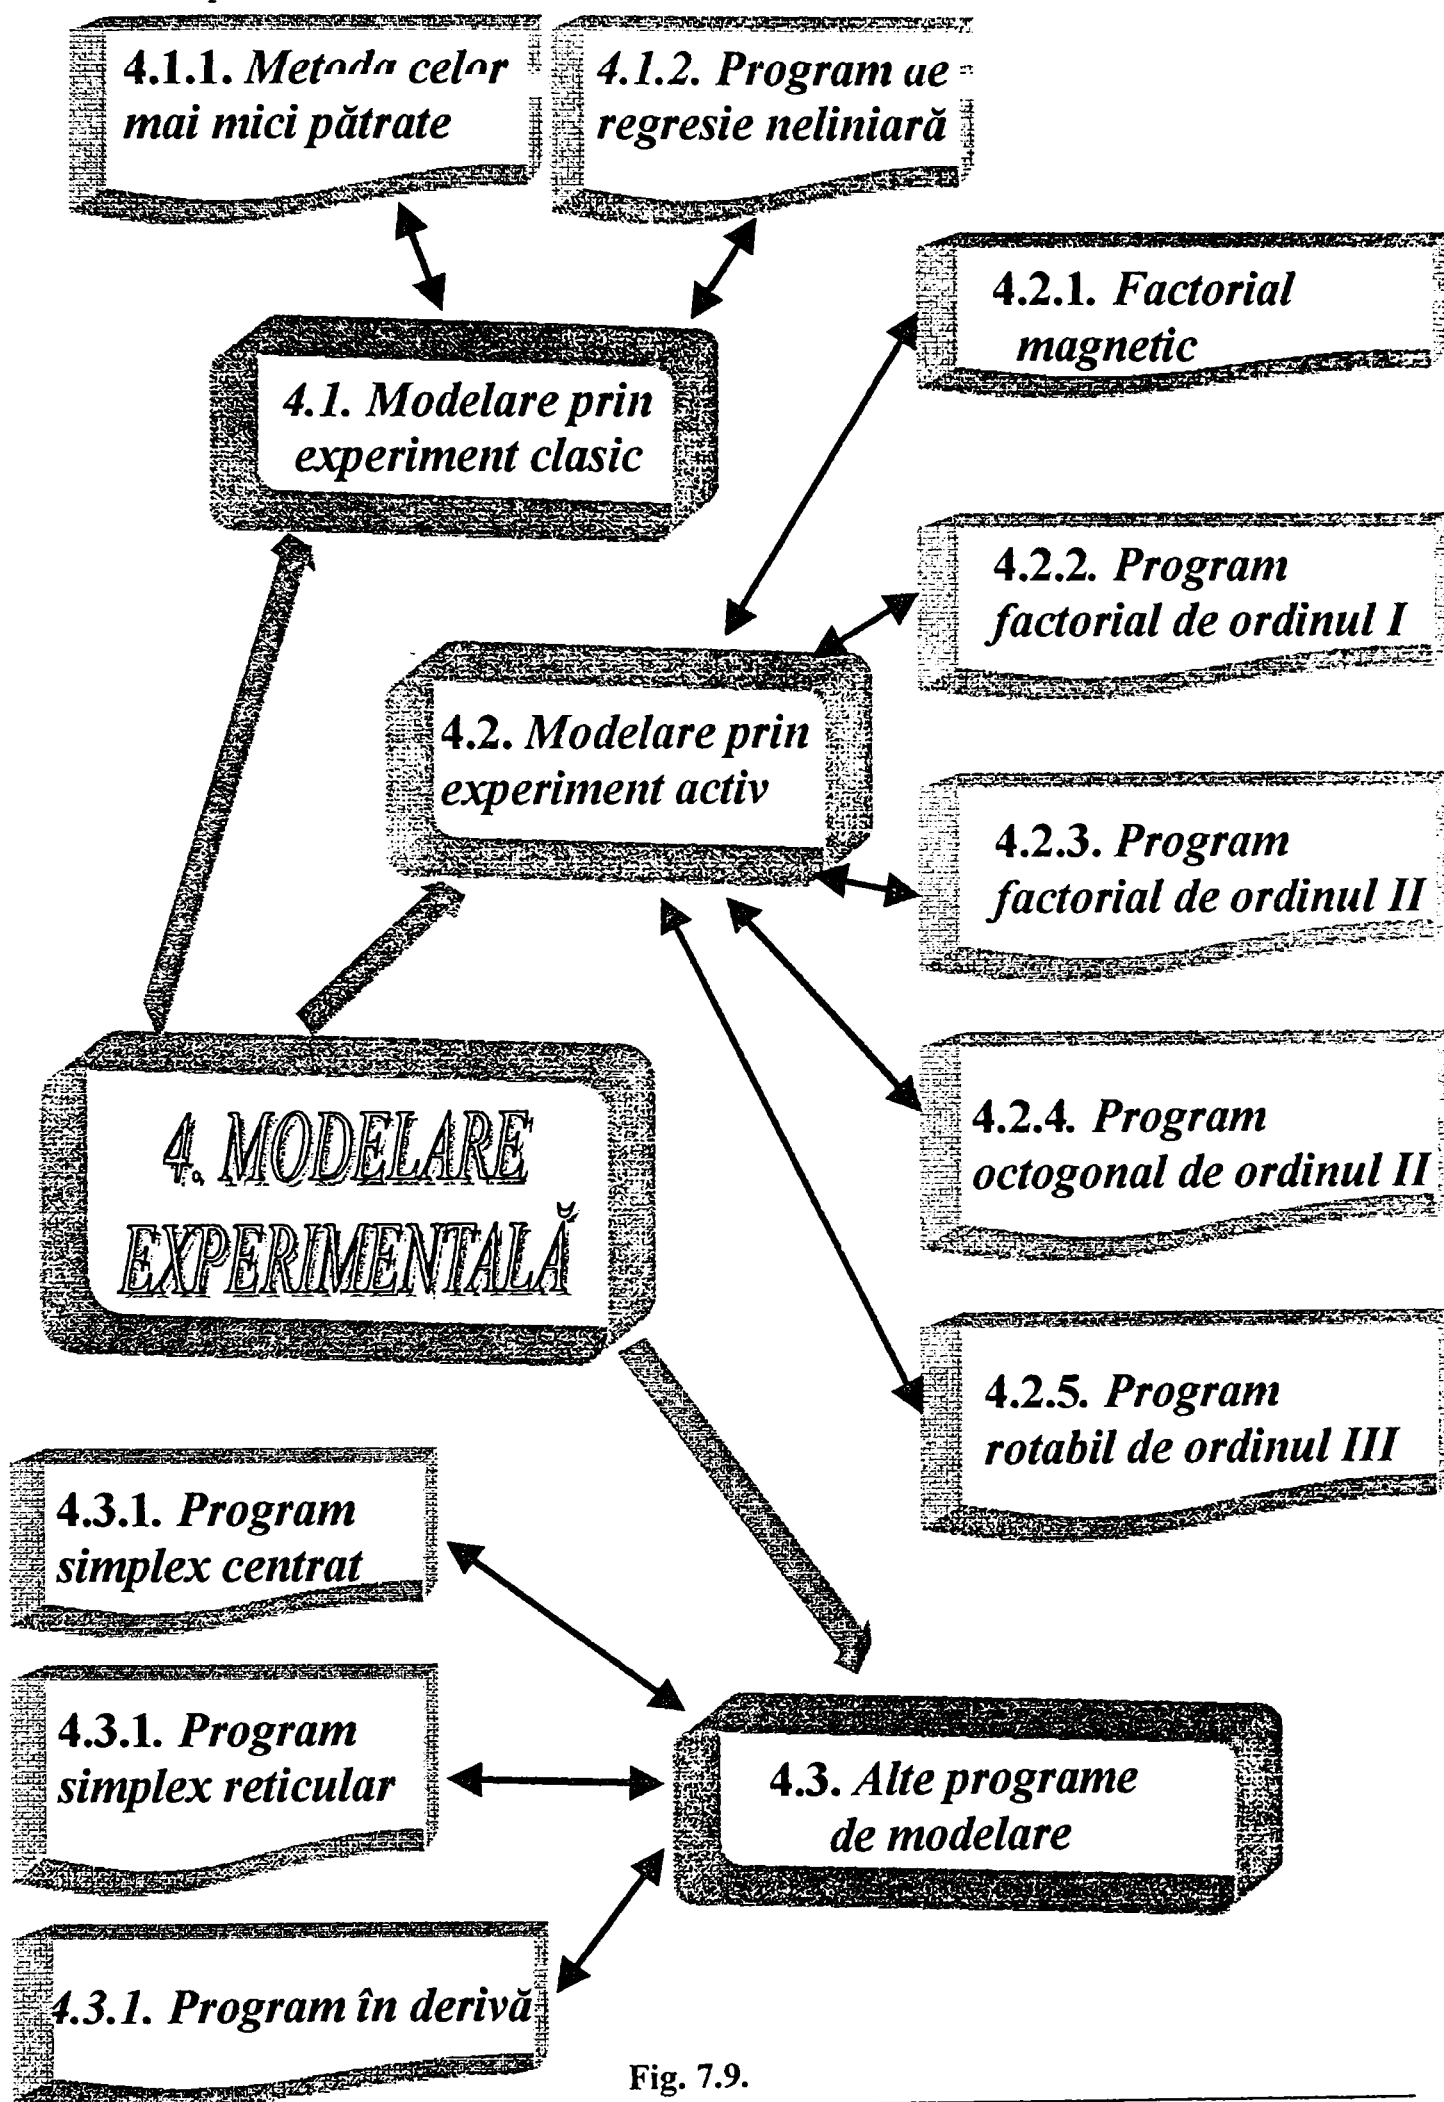 4.1.1. Metoda celor
mai mici pătrate
4.1.2. Program de
regresie neliniară
4.1. Modelare prin
experiment clasic
4.2.1. Factorial
magnetic
4.2.2. Program
factorial de ordinul I
4.2. Modelare prin
experiment activ
4.2.3. Program
factorial de ordinul II
4. MODELARE
EXPERIMENTALĂ
4.2.4. Program
octogonal de ordinul II
4.2.5. Program
rotabil de ordinul III
4.3.1. Program
simplex centrat
4.3.1. Program
simplex reticular
4.3. Alte programe
de modelare
4.3.1. Program în derivă
Fig. 7.9.